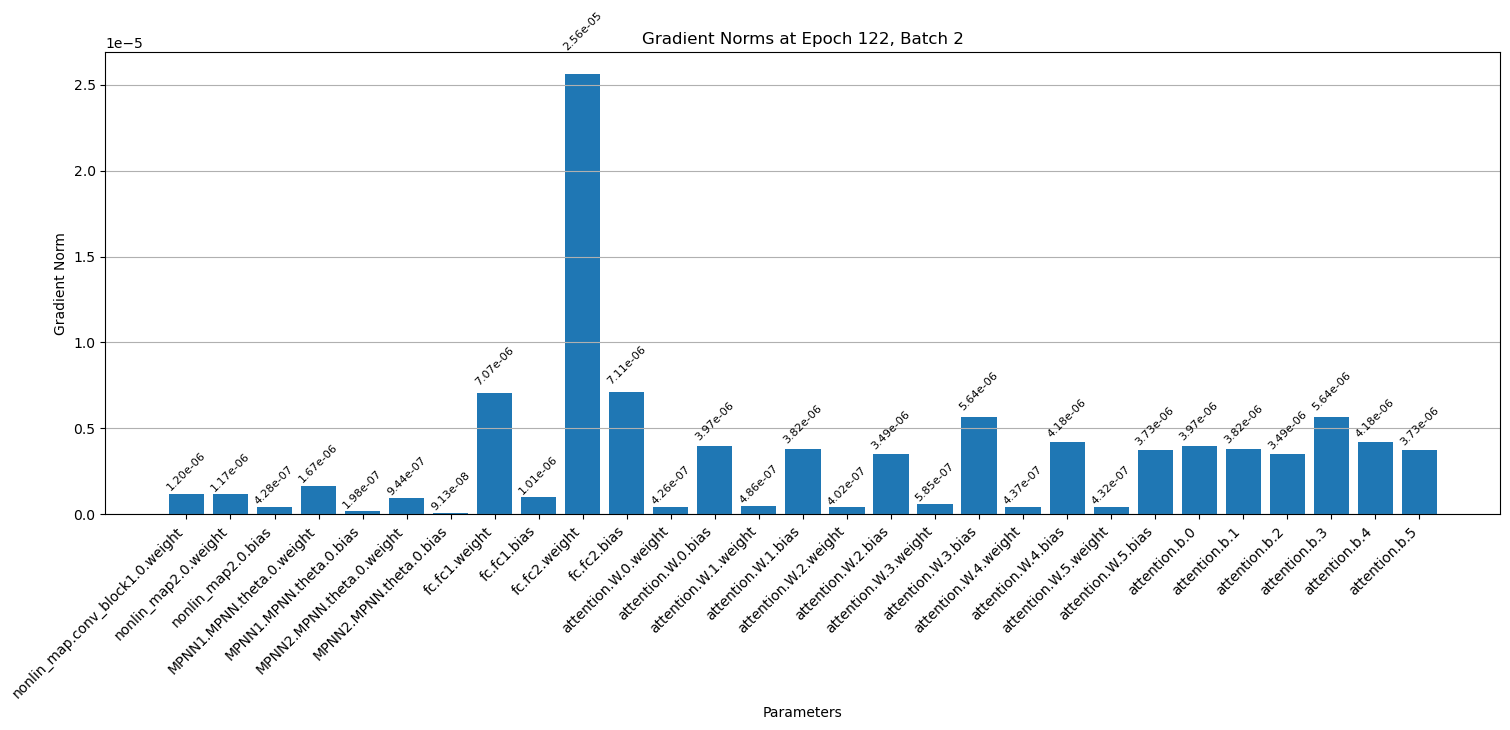 Gradient Norms at Epoch 122, Batch 2
1e−5
2.5
2.0
1.5
1.0
0.5
0.0
Gradient Norm
1.20e-06
1.17e-06
4.28e-07
1.67e-06
1.98e-07
9.44e-07
9.13e-08
7.07e-06
1.01e-06
2.56e-05
7.11e-06
4.26e-07
3.97e-06
4.86e-07
3.82e-06
4.02e-07
3.49e-06
5.85e-07
5.64e-06
4.37e-07
4.18e-06
4.32e-07
3.73e-06
3.97e-06
3.82e-06
3.49e-06
5.64e-06
4.18e-06
3.73e-06
nonlin_map.conv_block1.0.weight
nonlin_map2.0.weight
nonlin_map2.0.bias
MPNN1.MPNN.theta.0.weight
MPNN1.MPNN.theta.0.bias
MPNN2.MPNN.theta.0.weight
MPNN2.MPNN.theta.0.bias
fc.fc1.weight
fc.fc1.bias
fc.fc2.weight
fc.fc2.bias
attention.W.0.weight
attention.W.0.bias
attention.W.1.weight
attention.W.1.bias
attention.W.2.weight
attention.W.2.bias
attention.W.3.weight
attention.W.3.bias
attention.W.4.weight
attention.W.4.bias
attention.W.5.weight
attention.W.5.bias
attention.b.0
attention.b.1
attention.b.2
attention.b.3
attention.b.4
attention.b.5
Parameters